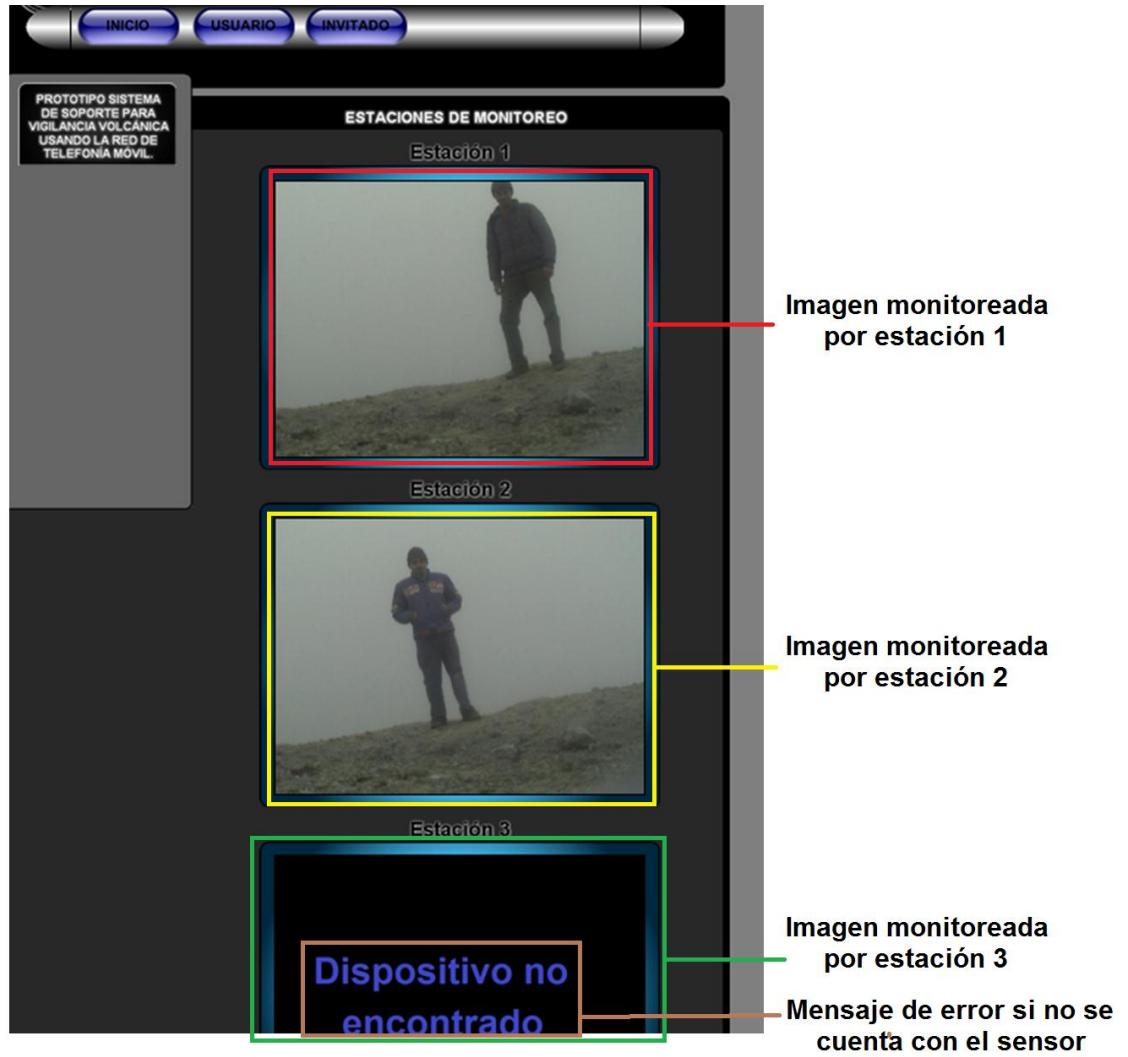 INICIO USUARIO INVITADO
PROTOTIPO SISTEMA
DE SOPORTE PARA
VIGILANCIA VOLCÁNICA
USANDO LA RED DE
TELEFONÍA MÓVIL.
ESTACIONES DE MONITOREO
Estación 1
Imagen monitoreada
por estación 1
Estación 2
Imagen monitoreada
por estación 2
Estación 3
Imagen monitoreada
por estación 3
Dispositivo no
encontrado
Mensaje de error si no se
cuenta con el sensor